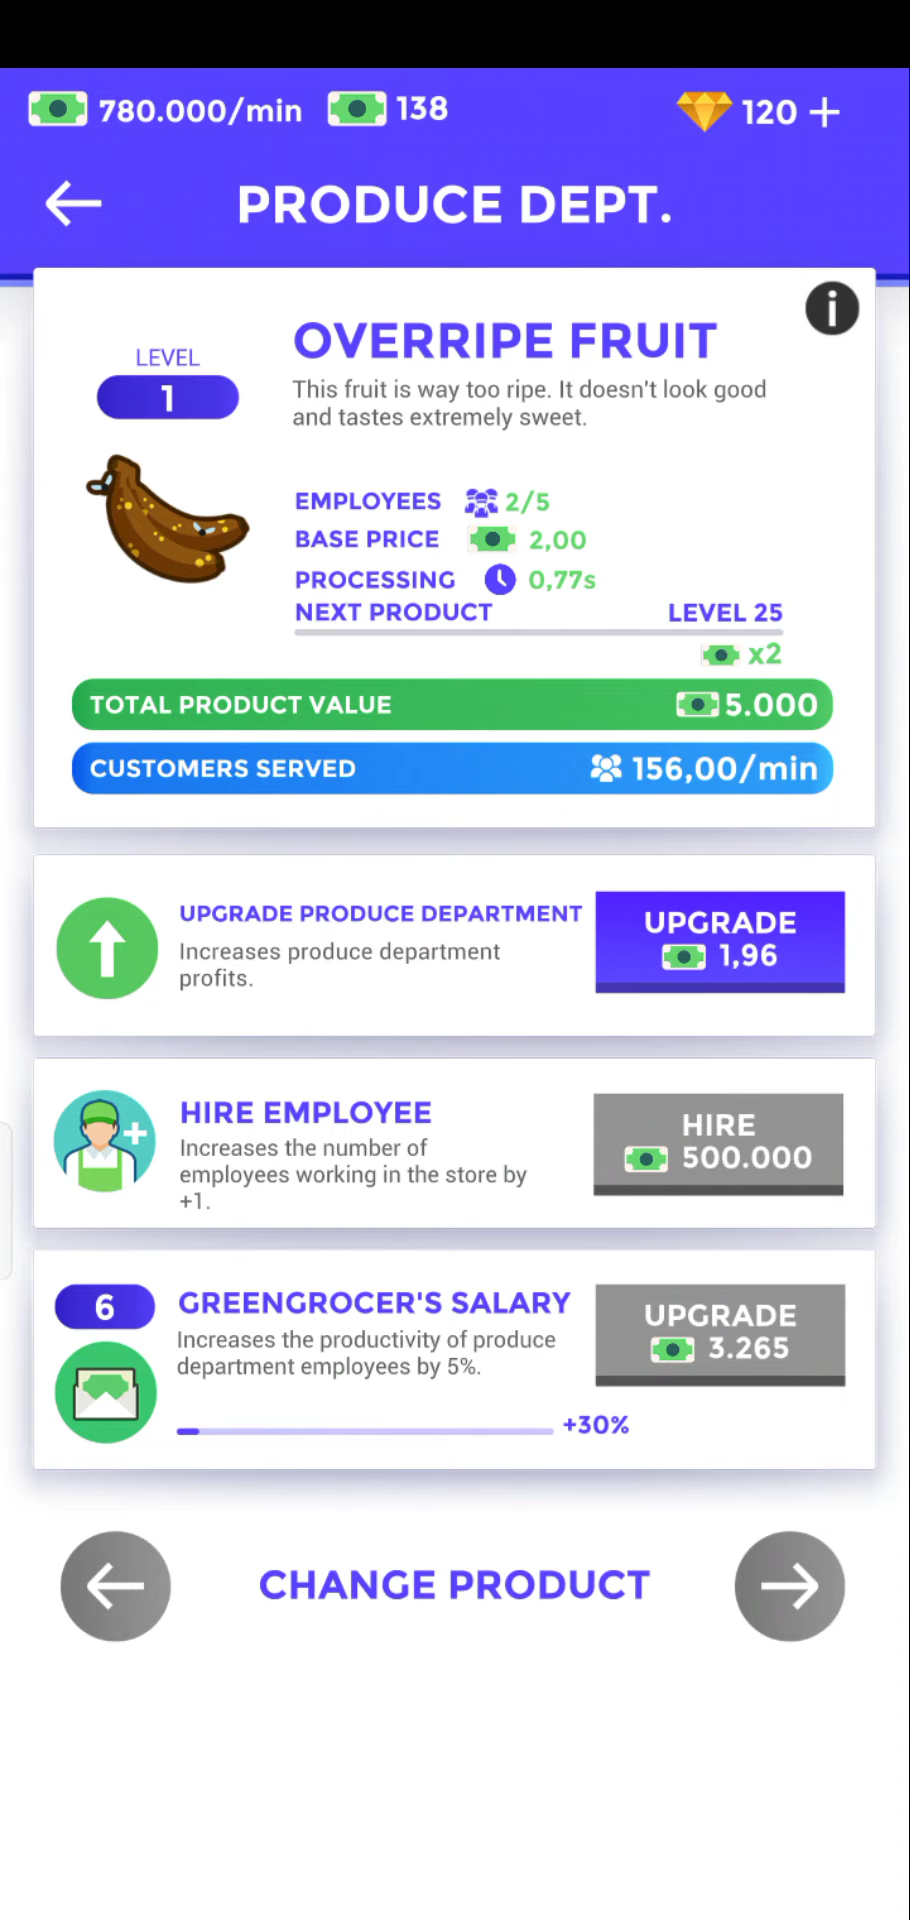 780.000/min 138 120 +
PRODUCE DEPT.
i
LEVEL
1
OVERRIPE FRUIT
This fruit is way too ripe. It doesn't look good
and tastes extremely sweet.
EMPLOYEES 2/5
BASE PRICE 2,00
PROCESSING 0,77s
NEXT PRODUCT LEVEL 25
x2
TOTAL PRODUCT VALUE 5.000
CUSTOMERS SERVED 156,00/min
UPGRADE PRODUCE DEPARTMENT
Increases produce department
profits.
UPGRADE
1,96
HIRE EMPLOYEE
Increases the number of
employees working in the store by
+1.
HIRE
500.000
6
GREENGROCER'S SALARY
Increases the productivity of produce
department employees by 5%.
+30%
UPGRADE
3.265
CHANGE PRODUCT